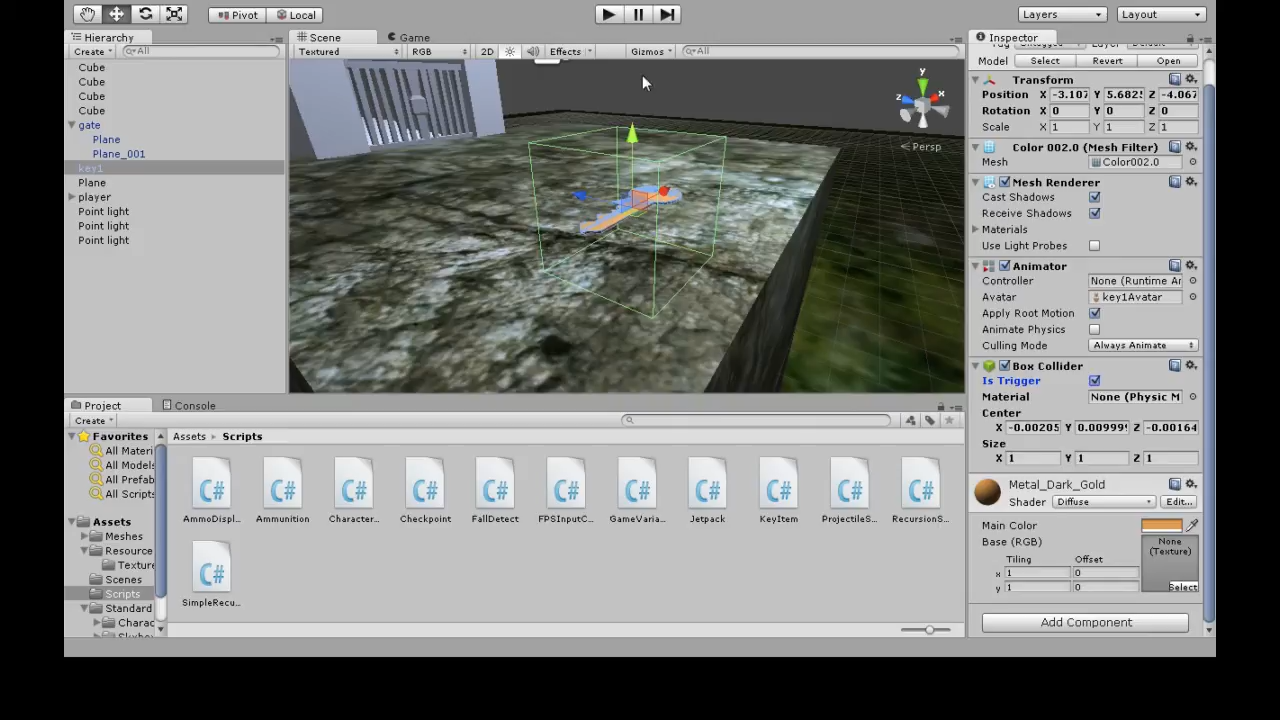 Pivot Local Layers Layout
Hierarchy Scene Game Inspector
Create All Textured RGB 2D Effects Gizmos All
Model Select Revert Open
Cube
Cube
Cube
Cube
gate
Plane
Plane_001
key1
Plane
player
Point light
Point light
Point light
y
x
z
Persp
Transform
Position X -3.107 Y 5.682 Z -4.067
Rotation X 0 Y 0 Z 0
Scale X 1 Y 1 Z 1
Color 002.0 (Mesh Filter)
Mesh Color002.0
Mesh Renderer
Cast Shadows
Receive Shadows
Materials
Use Light Probes
Animator
Controller None (Runtime Ar
Avatar key1Avatar
Apply Root Motion
Animate Physics
Culling Mode Always Animate
Box Collider
Is Trigger
Material None (Physic M
Center
X -0.00205 Y 0.00999 Z -0.00164
Size
X 1 Y 1 Z 1
Metal_Dark_Gold
Shader Diffuse Edit...
Main Color
Base (RGB) None
(Texture)
Tiling Offset
x 1 0
y 1 0
Select
Add Component
Project Console
Create
Favorites
All Materi
All Models
All Prefab
All Scripts
Assets
Meshes
Resource
Texture
Scenes
Scripts
Standard
Charac
Assets Scripts
C# C# C# C# C# C# C# C# C# C# C#
AmmoDispl... Ammunition Character... Checkpoint FallDetect FPSInputC... GameVaria... Jetpack KeyItem ProjectileS... RecursionS...
C#
SimpleRecu...